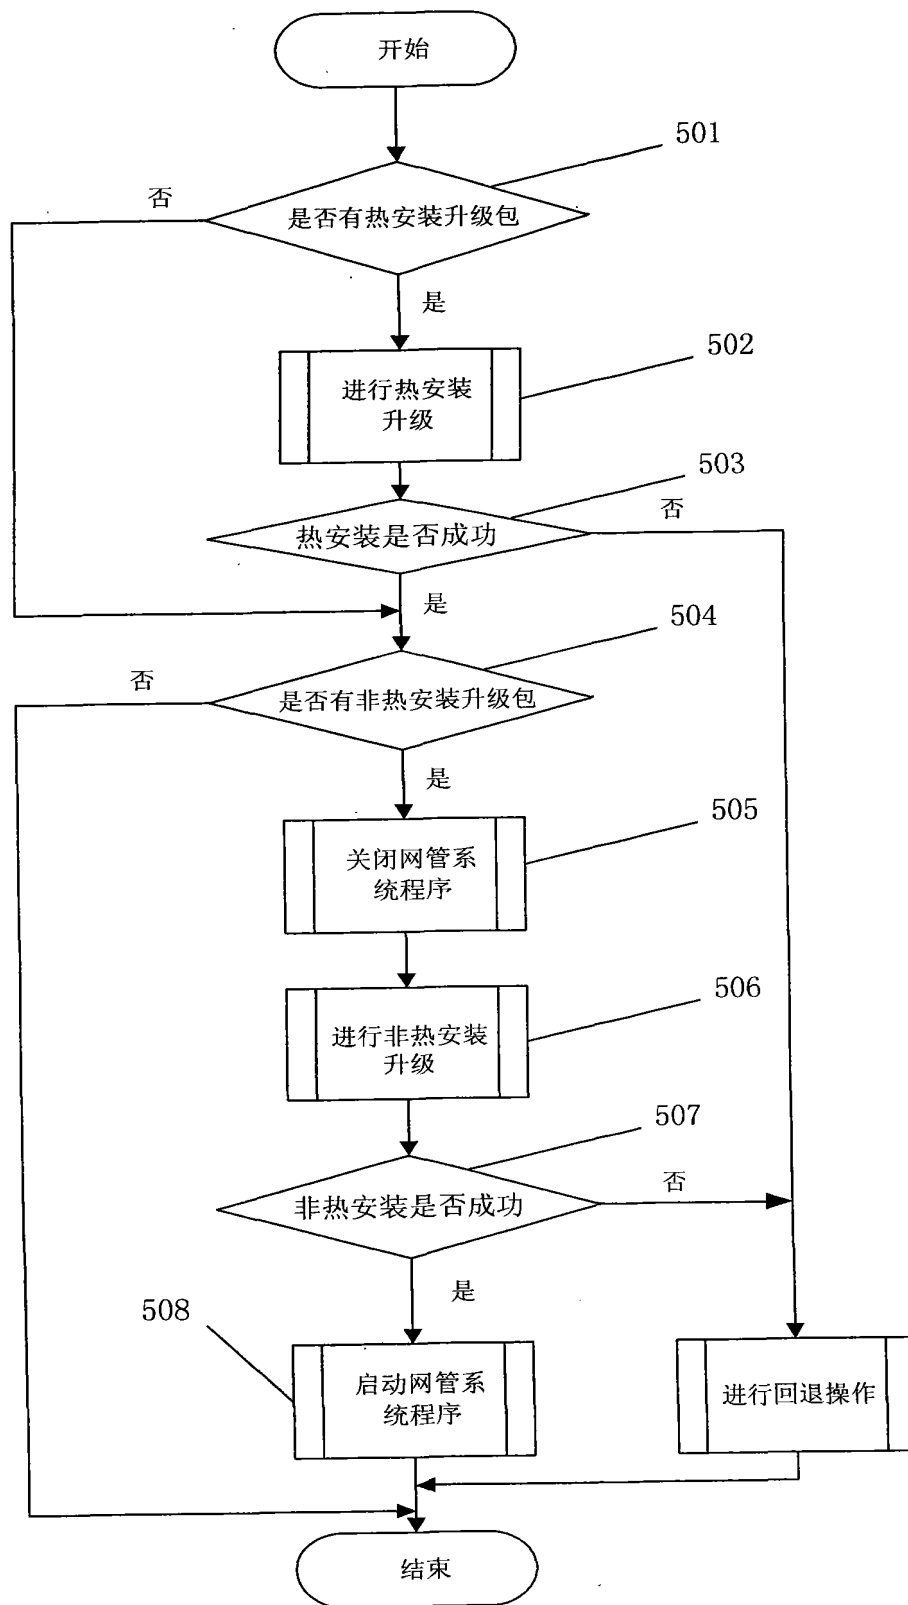 开始
501
否
是否有热安装升级包
是
502
进行热安装
升级
503
否
热安装是否成功
是
504
否
是否有非热安装升级包
是
505
关闭网管系
统程序
506
进行非热安装
升级
507
否
非热安装是否成功
是
508
启动网管系
统程序
进行回退操作
结束